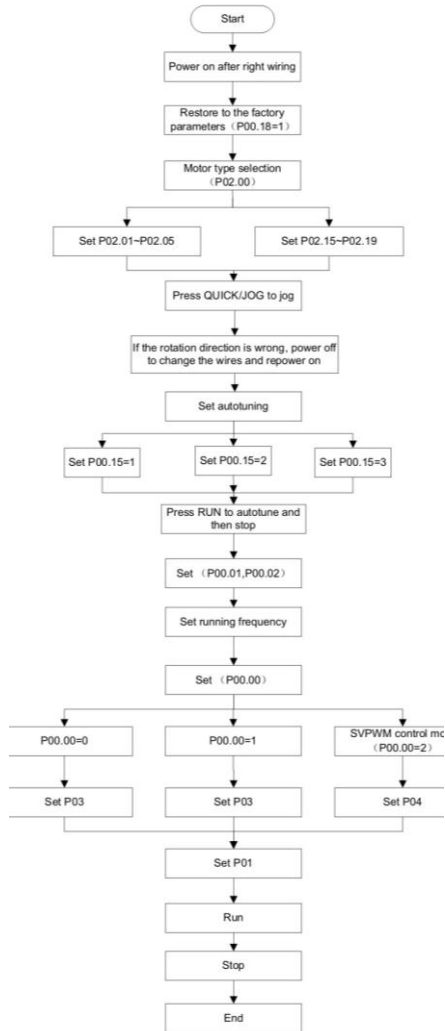 Start
Power on after right wiring
Restore to the factory
parameters（P00.18=1）
Motor type selection
（P02.00）
Set P02.01~P02.05
Set P02.15~P02.19
Press QUICK/JOG to jog
If the rotation direction is wrong, power off
to change the wires and repower on
Set autotuning
Set P00.15=1
Set P00.15=2
Set P00.15=3
Press RUN to autotune and
then stop
Set （P00.01,P00.02）
Set running frequency
Set （P00.00）
P00.00=0
P00.00=1
SVPWM control mo
（P00.00=2）
Set P03
Set P03
Set P04
Set P01
Run
Stop
End